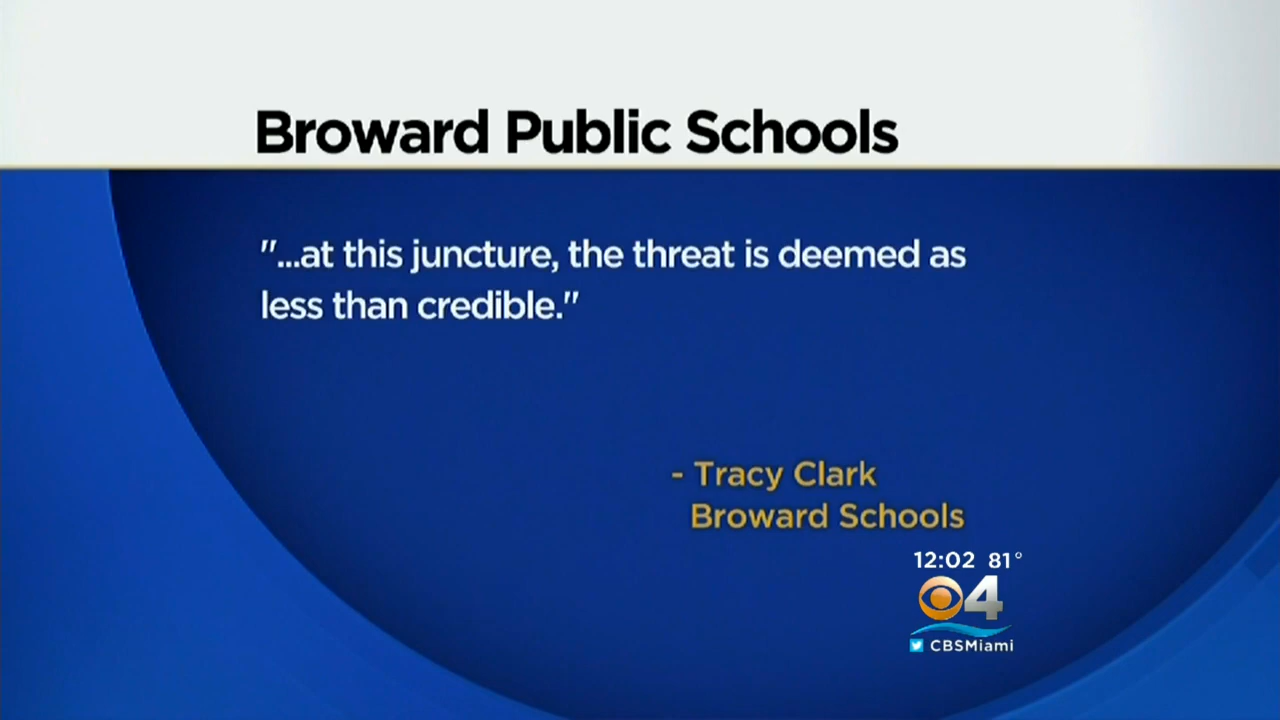 Broward Public Schools
"...at this juncture, the threat is deemed as
less than credible."
- Tracy Clark
Broward Schools
12:02 81°
4
CBSMiami